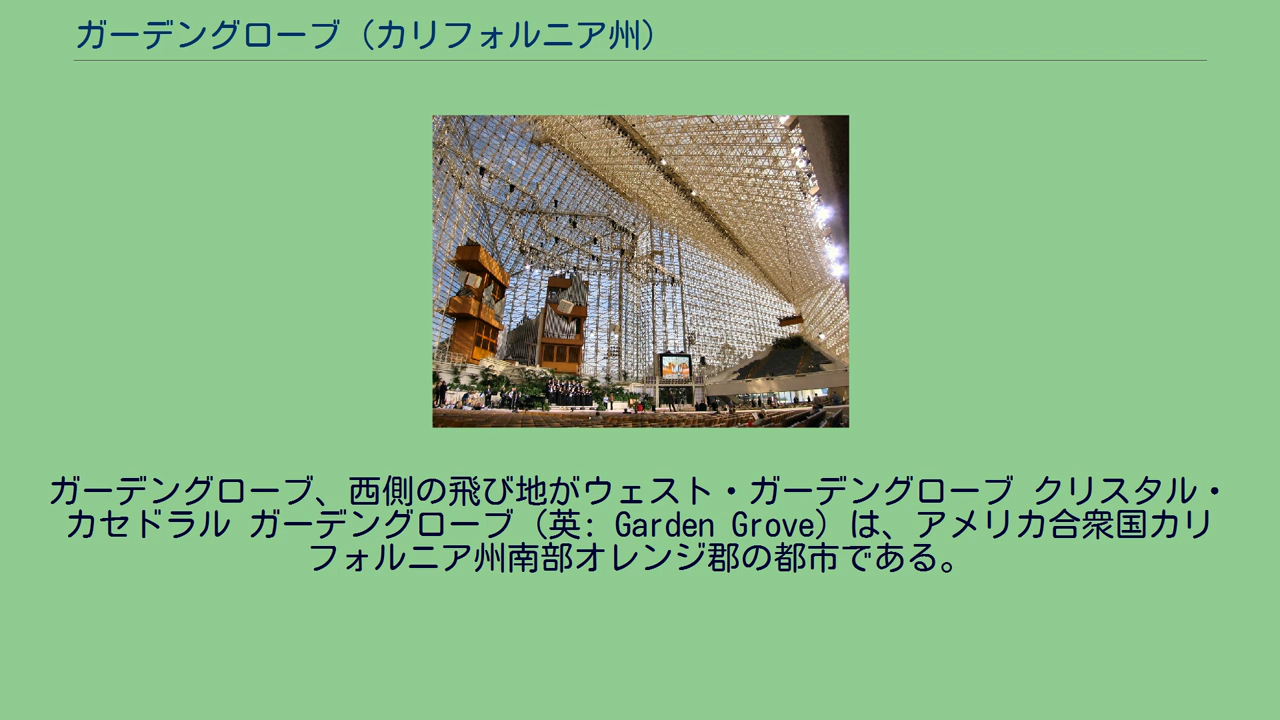 ガーデングローブ（カリフォルニア州）
ガーデングローブ、西側の飛び地がウェスト・ガーデングローブ クリスタル・
カセドラル ガーデングローブ（英: Garden Grove）は、アメリカ合衆国カリ
フォルニア州南部オレンジ郡の都市である。